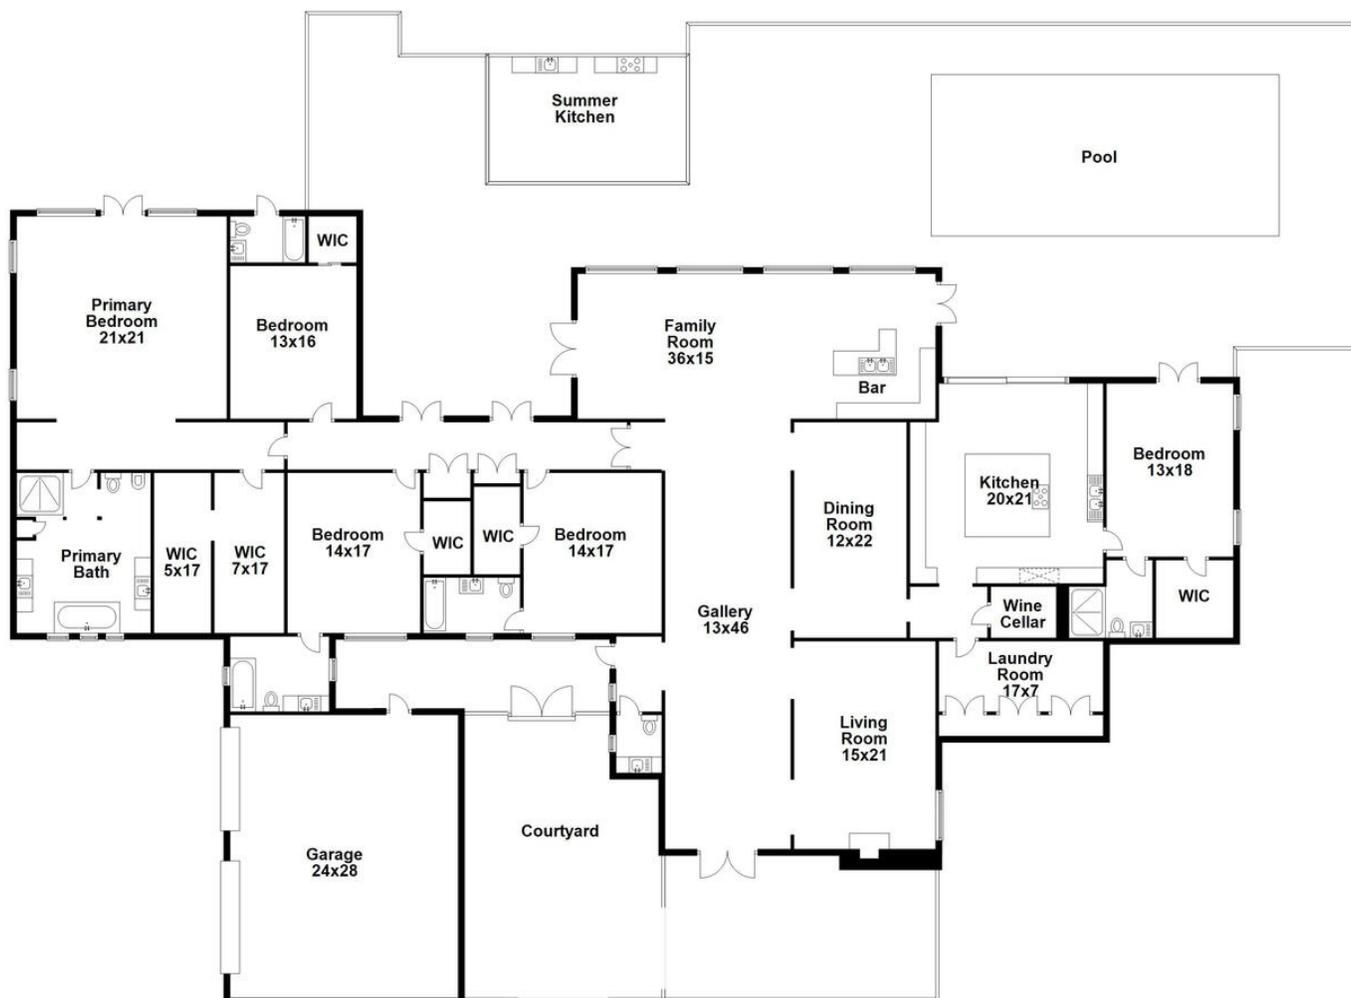 Summer
Kitchen
Pool
WIC
Primary
Bedroom
21x21
Bedroom
13x16
Family
Room
36x15
Bar
Bedroom
13x18
Kitchen
20x21
Dining
Room
12x22
Primary
Bath
WIC
5x17
WIC
7x17
Bedroom
14x17
WIC
WIC
Bedroom
14x17
Gallery
13x46
Wine
Cellar
WIC
Laundry
Room
17x7
Living
Room
15x21
Courtyard
Garage
24x28